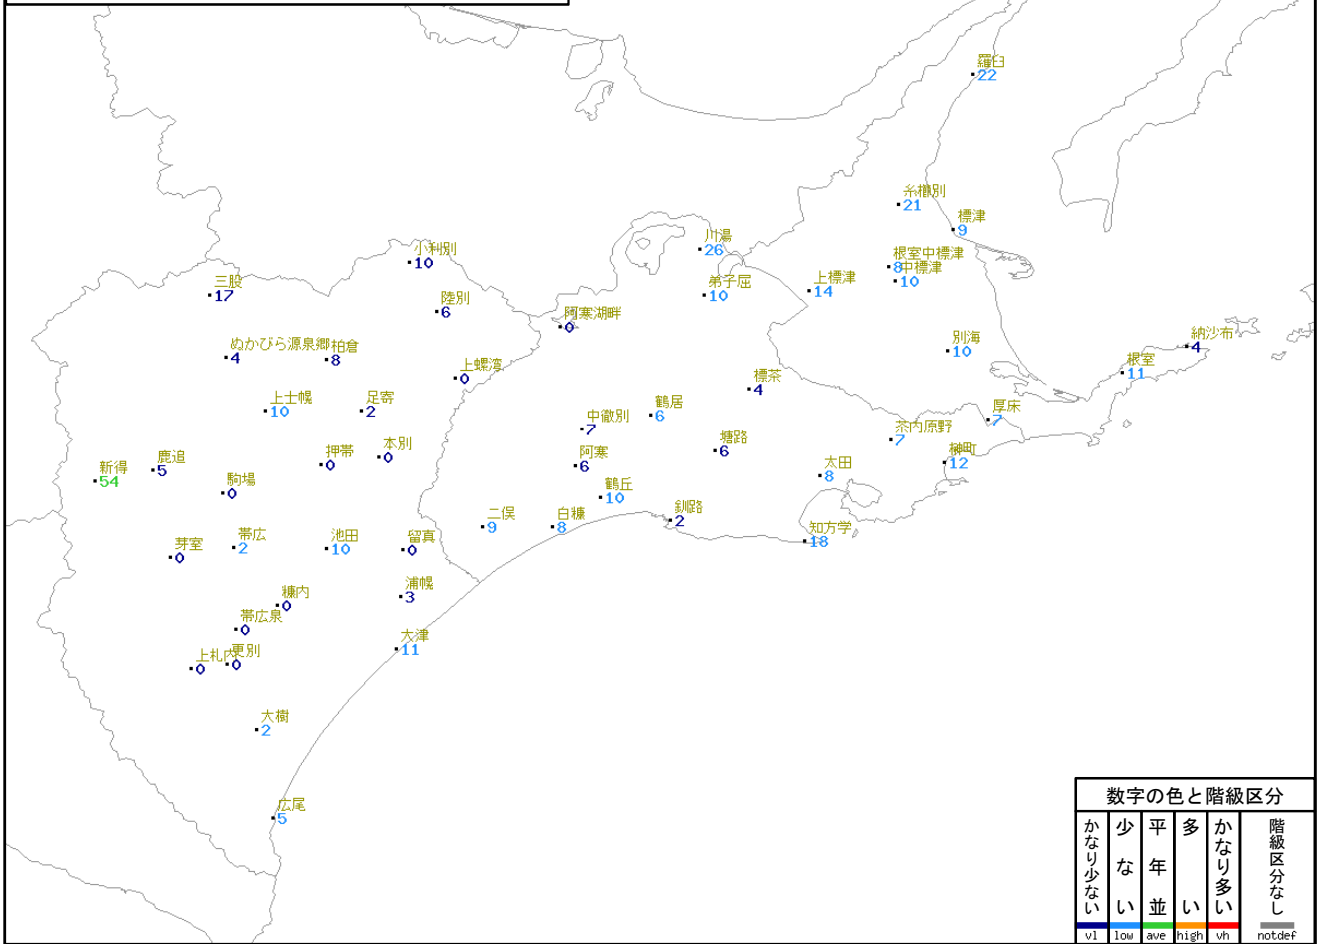 羅臼
22
糸櫛別
21
標津
9
川湯
26
小利別
10
根室中標津
8
中標津
10
三股
17
弟子屈
10
上標津
14
陸別
6
阿寒湖畔
0
ぬかびら源泉郷
4
柏倉
8
納沙布
4
別海
10
根室
11
上螺湾
0
標茶
4
上士幌
10
足寄
2
鶴居
6
厚床
7
中徹別
7
茶内原野
7
本別
0
塘路
6
押帯
0
鹿追
5
阿寒
6
榊町
12
新得
54
太田
8
駒場
0
鶴丘
10
二俣
9
白糠
8
釧路
2
知方学
18
芽室
0
帯広
2
池田
10
留真
0
浦幌
3
糠内
0
帯広泉
0
大津
11
上札内
0
更別
0
大樹
2
広尾
5
数字の色と階級区分
かなり少ない
少ない
平年並
多い
かなり多い
階級区分なし
vl
low
ave
high
vh
notdef